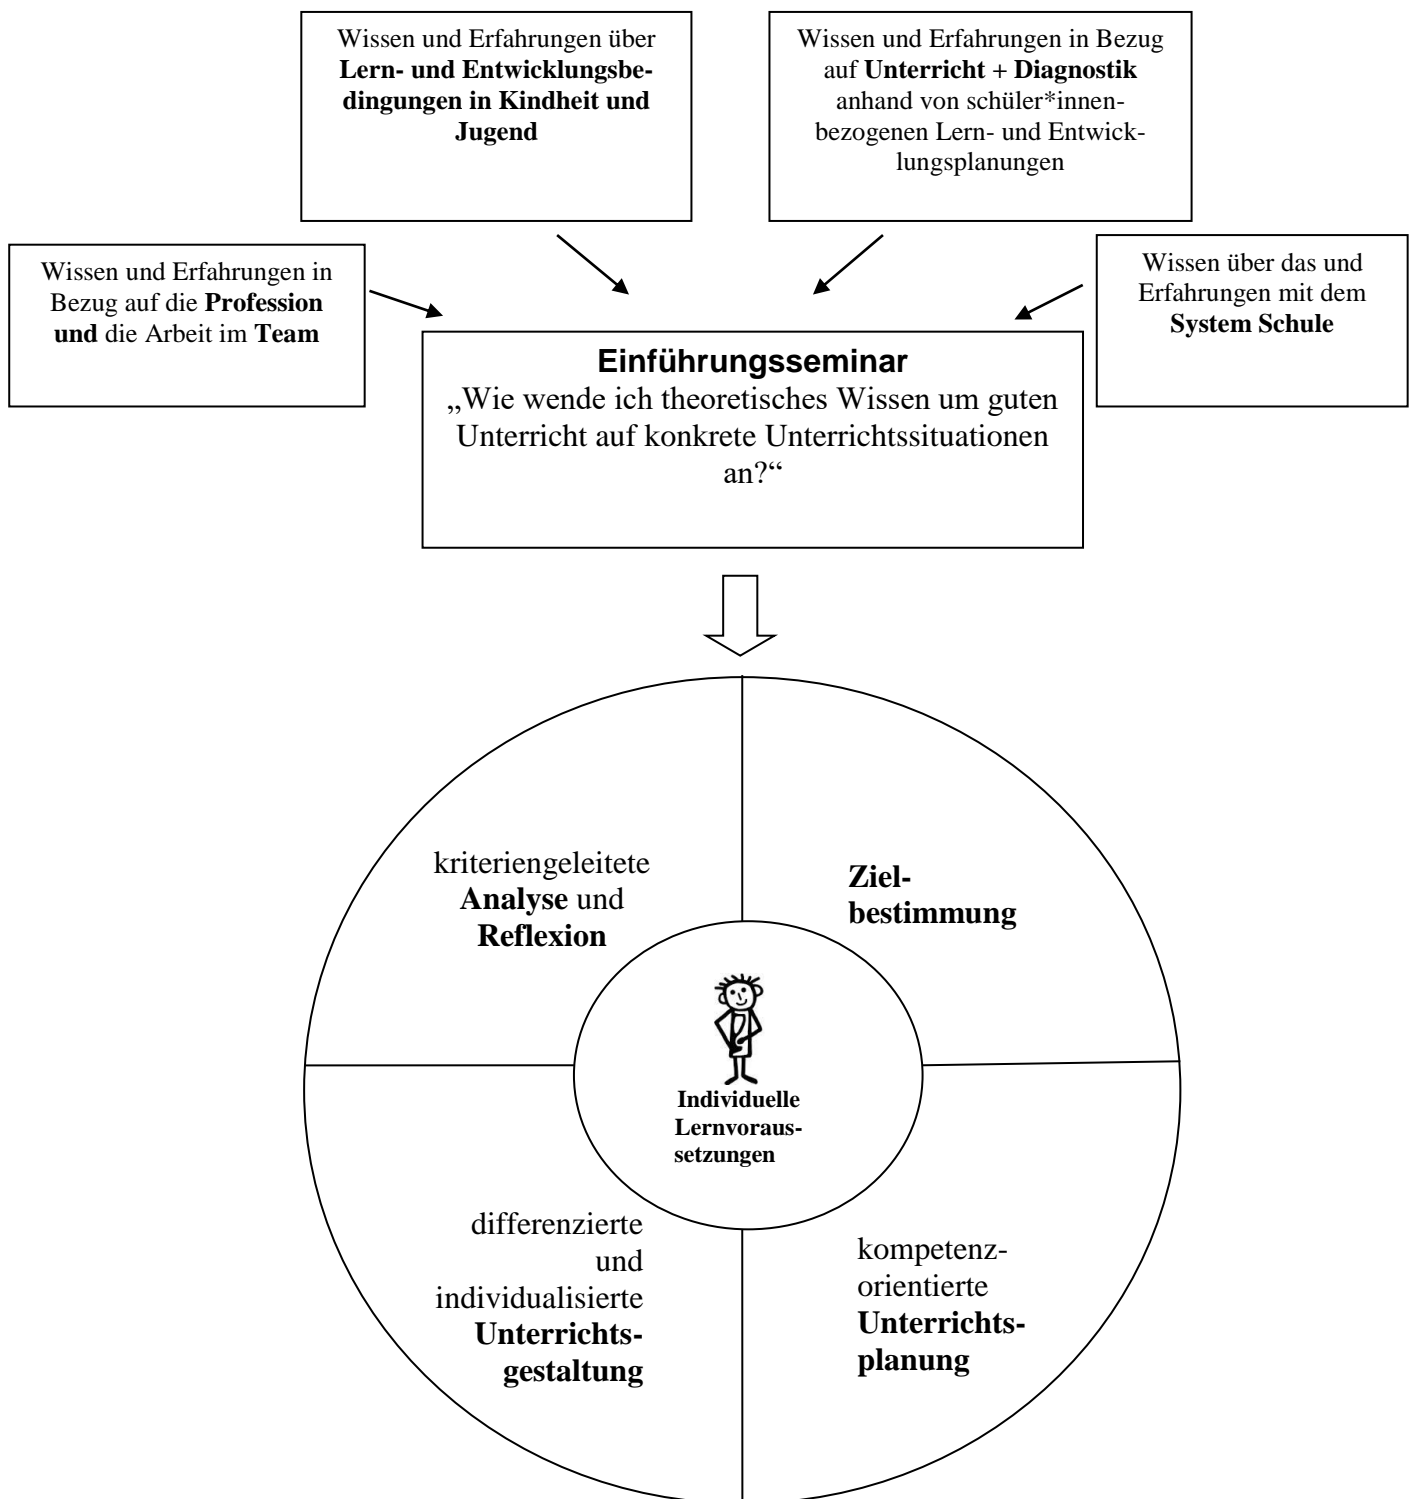 Wissen und Erfahrungen über
Lern- und Entwicklungsbe-
dingungen in Kindheit und
Jugend
Wissen und Erfahrungen in Bezug
auf Unterricht + Diagnostik
anhand von schüler*innen-
bezogenen Lern- und Entwick-
lungsplanungen
Wissen und Erfahrungen in
Bezug auf die Profession
und die Arbeit im Team
Wissen über das und
Erfahrungen mit dem
System Schule
Einführungsseminar
„Wie wende ich theoretisches Wissen um guten
Unterricht auf konkrete Unterrichtssituationen
an?“
kriteriengeleitete
Analyse und
Reflexion
Ziel-
bestimmung
Individuelle
Lernvoraus-
setzungen
differenzierte
und
individualisierte
Unterrichts-
gestaltung
kompetenz-
orientierte
Unterrichts-
planung